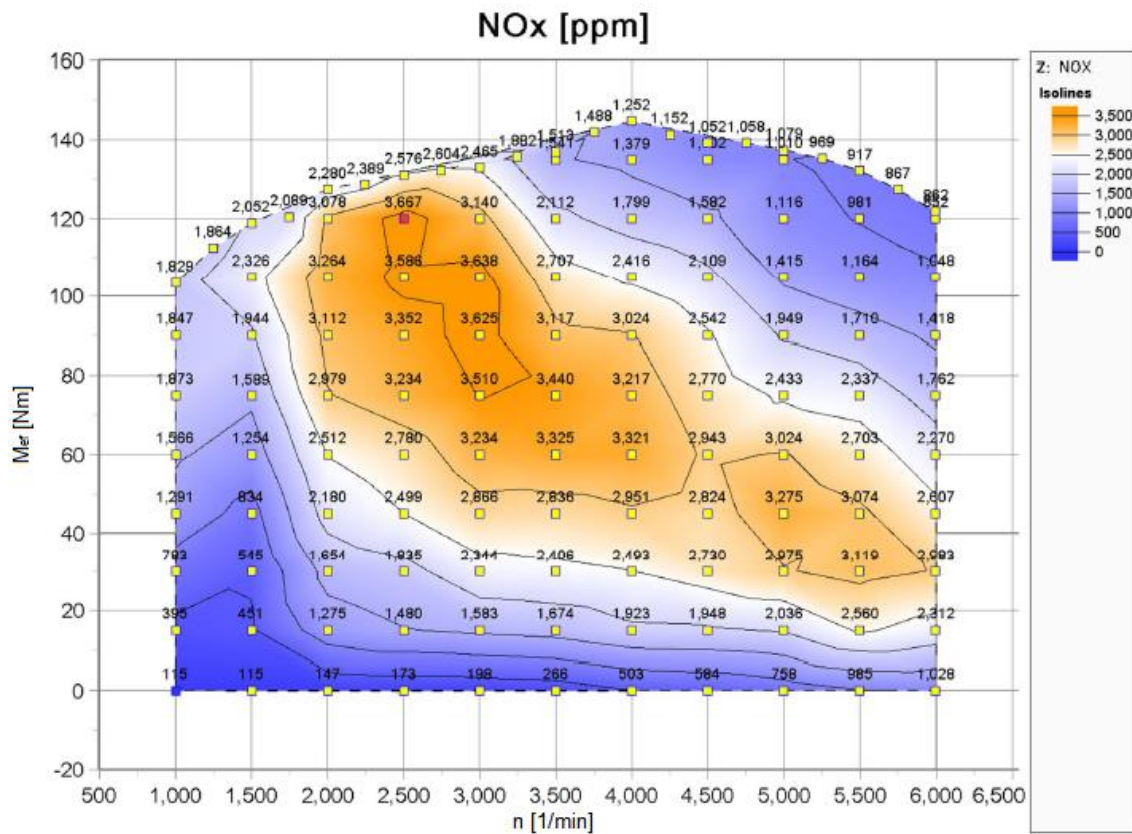 NOx [ppm]
160
Z: NOX
Isolines
1,252
1,488 1,152
140 1,513 1,052 1,058 1,079 3,500
1,882 1,541 1,379 1,102 1,010 969 3,000
2,576 2,604 2,465 917 2,500
2,280 2,389 867 2,000
2,052 2,089 862 1,500
120 3,078 3,667 3,140 2,112 1,799 1,582 1,116 981 852 1,000
1,864 500
1,829 2,326 3,264 3,586 3,638 2,707 2,416 2,109 1,415 1,164 1,048 0
100
1,847 1,944 3,112 3,352 3,625 3,117 3,024 2,542 1,949 1,710 1,418
80
1,873 1,589 2,979 3,234 3,510 3,440 3,217 2,770 2,433 2,337 1,762
1,566 1,254 2,512 2,780 3,234 3,325 3,321 2,943 3,024 2,703 2,270
60
1,291 834 2,180 2,499 2,866 2,836 2,951 2,824 3,275 3,074 2,607
40
793 545 1,654 1,935 2,344 2,406 2,493 2,730 2,975 3,119 2,993
20
395 451 1,275 1,480 1,583 1,674 1,923 1,948 2,036 2,560 2,312
115 115 147 173 198 266 503 584 758 985 1,028
0
-20
500 1,000 1,500 2,000 2,500 3,000 3,500 4,000 4,500 5,000 5,500 6,000 6,500
n [1/min]
Mef [Nm]